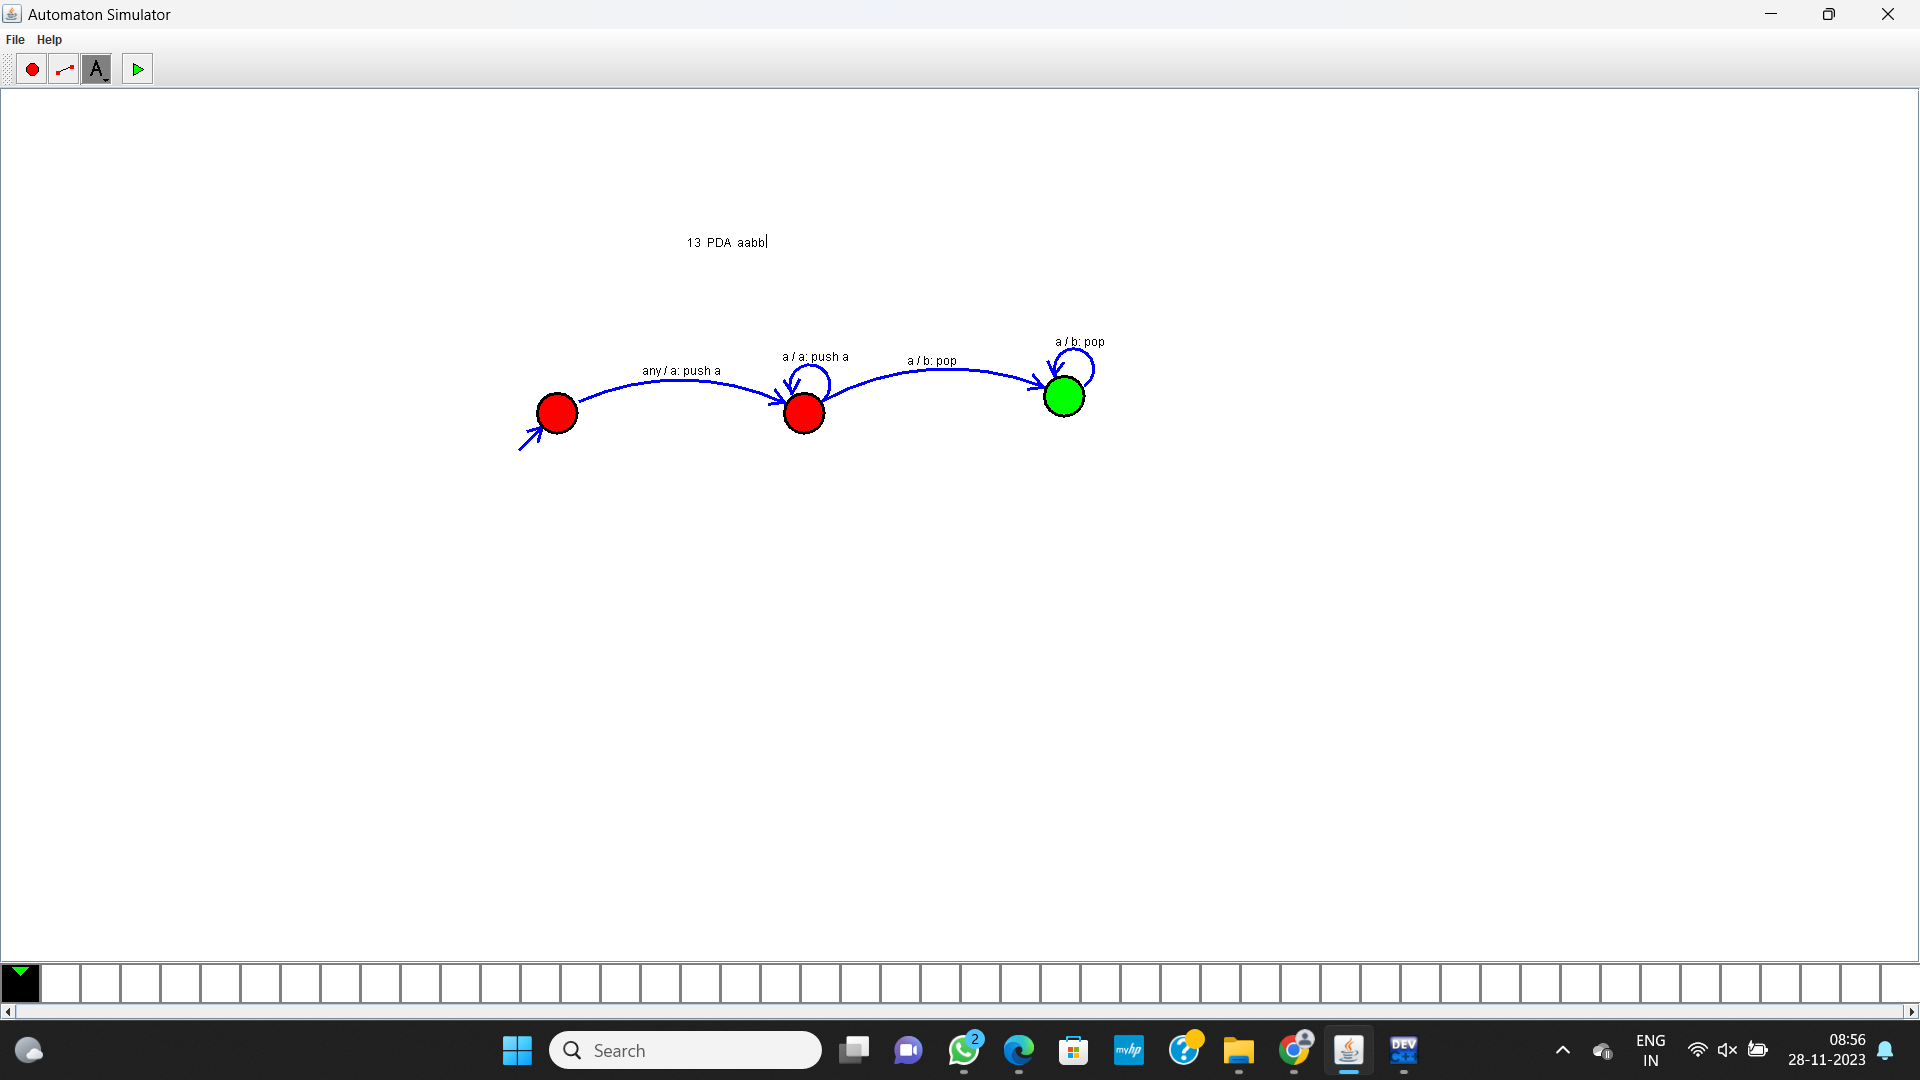 Automaton Simulator
File Help
A
13 PDA aabb
any / a: push a
a / a: push a
a / b: pop
a / b: pop
Search
2
myhp
?
DEV
C++
ENG
IN
08:56
28-11-2023